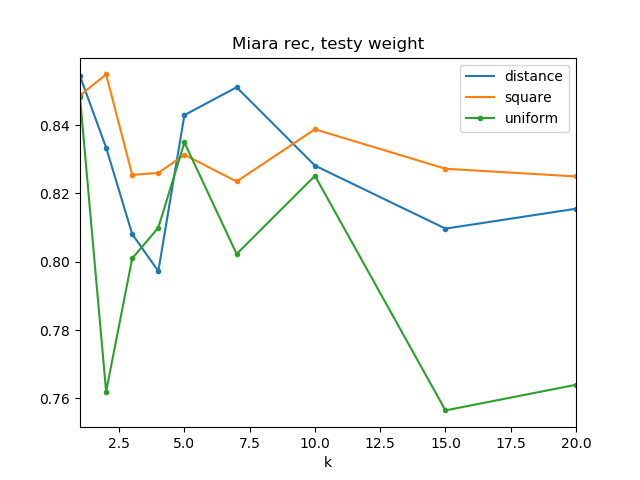 Miara rec, testy weight
distance
square
uniform
0.84
0.82
0.80
0.78
0.76
2.5 5.0 7.5 10.0 12.5 15.0 17.5 20.0
k